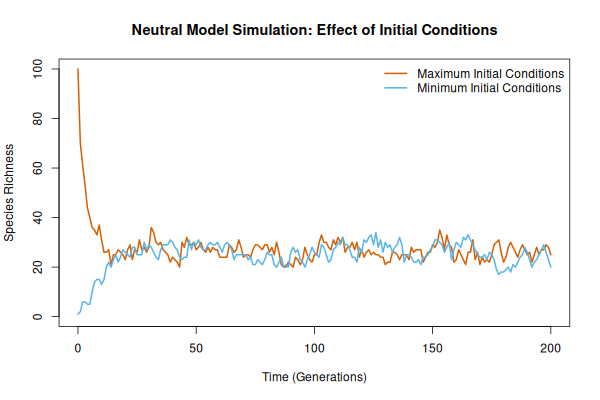 Neutral Model Simulation: Effect of Initial Conditions
Maximum Initial Conditions
Minimum Initial Conditions
Species Richness
100
80
60
40
20
0
0 50 100 150 200
Time (Generations)